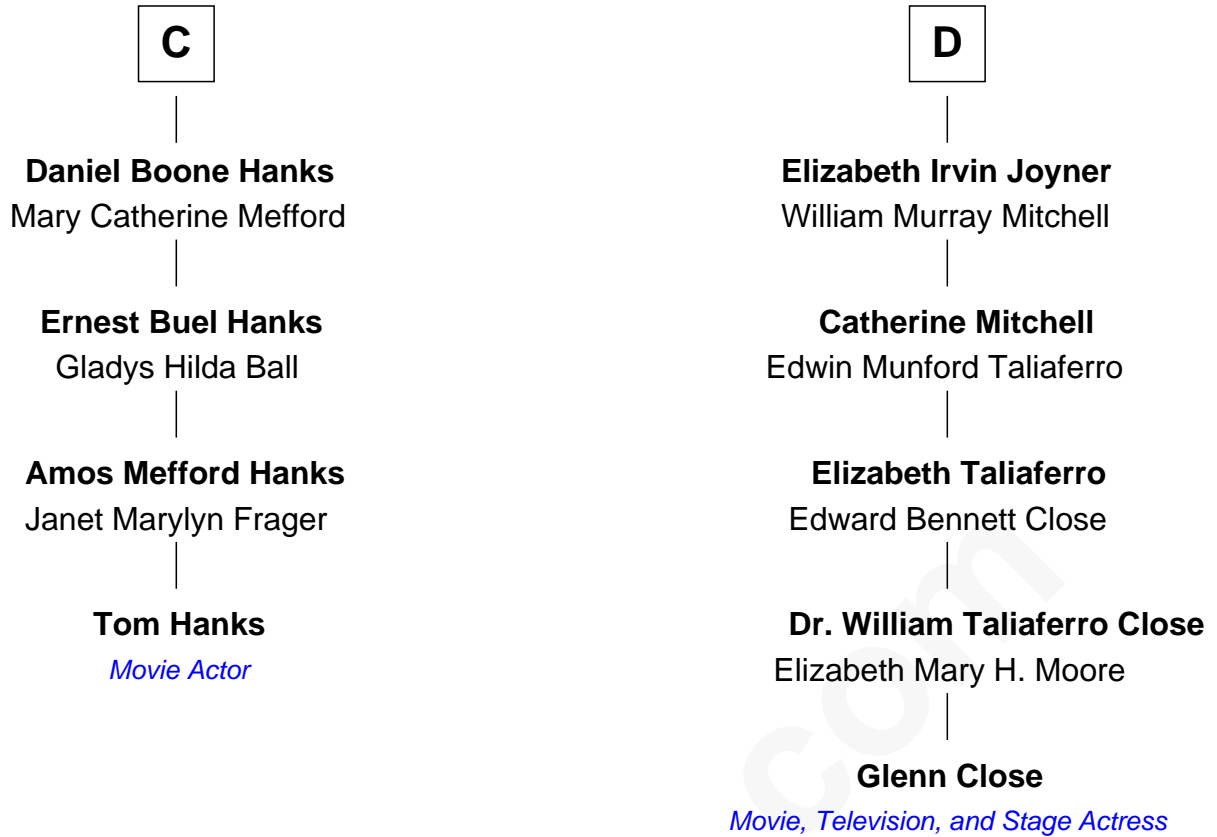 C
Daniel Boone Hanks
Mary Catherine Mefford
Ernest Buel Hanks
Gladys Hilda Ball
Amos Mefford Hanks
Janet Marylyn Frager
Tom Hanks
Movie Actor
D
Elizabeth Irvin Joyner
William Murray Mitchell
Catherine Mitchell
Edwin Munford Taliaferro
Elizabeth Taliaferro
Edward Bennett Close
Dr. William Taliaferro Close
Elizabeth Mary H. Moore
Glenn Close
Movie, Television, and Stage Actress
com